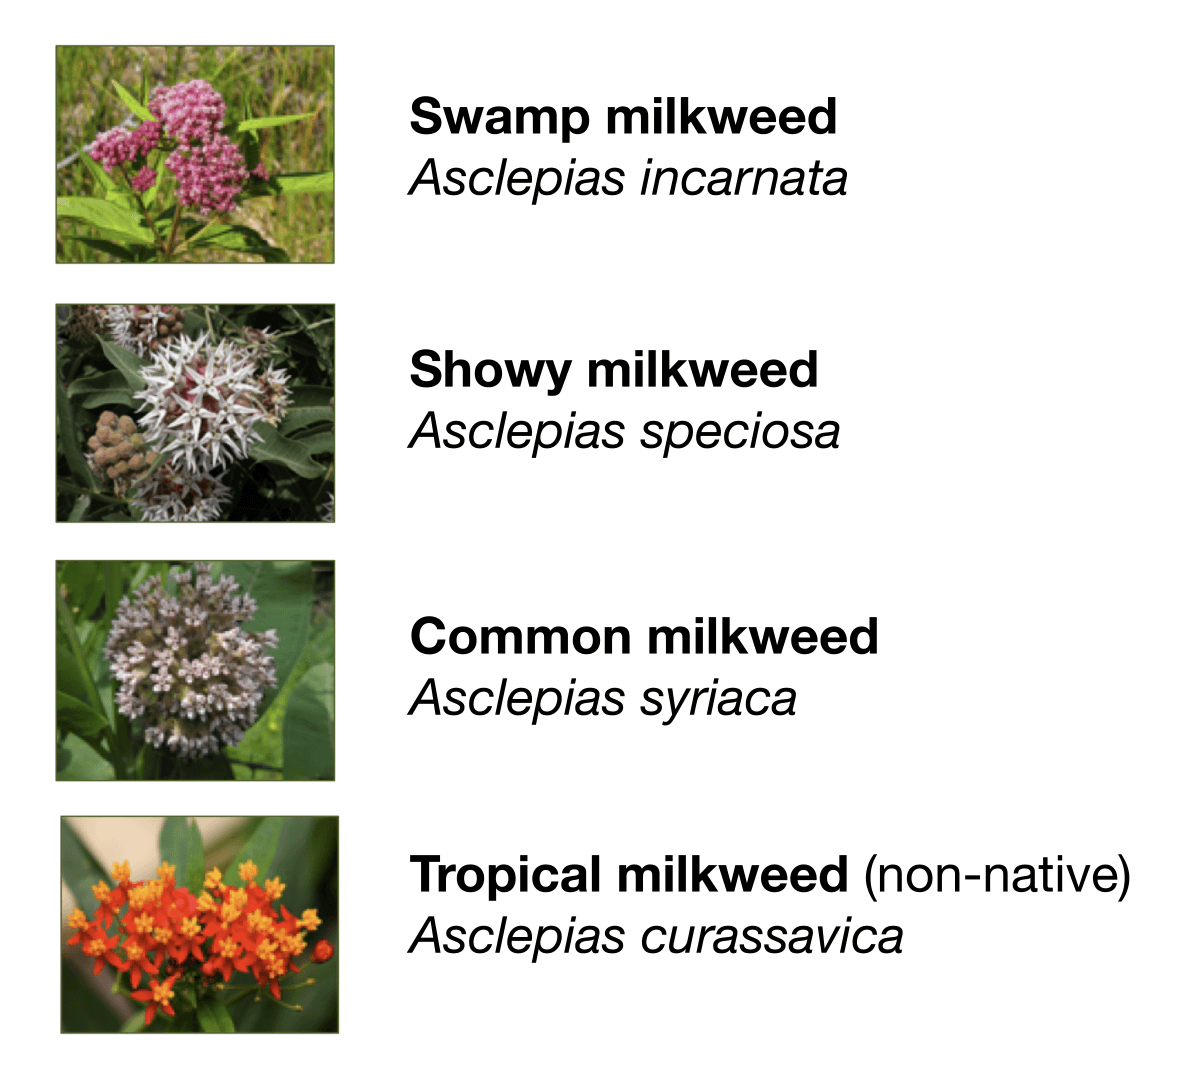 Swamp milkweed
Asclepias incarnata
Showy milkweed
Asclepias speciosa
Common milkweed
Asclepias syriaca
Tropical milkweed (non-native)
Asclepias curassavica